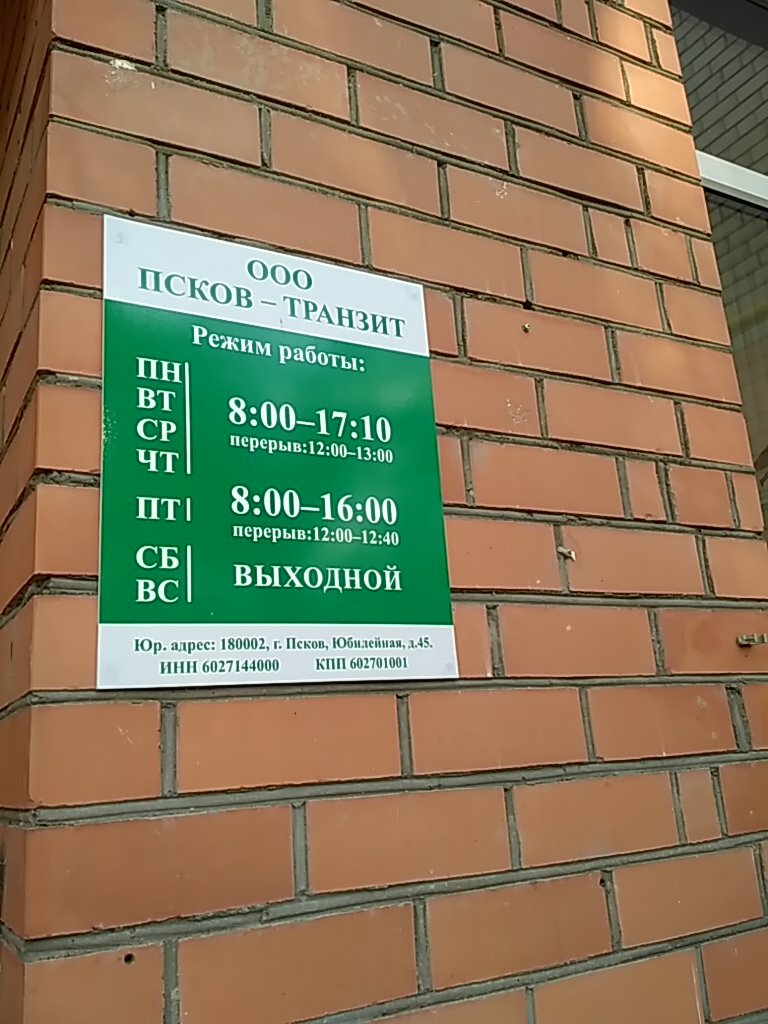 ООО
ПСКОВ – ТРАНЗИТ
Режим работы:
ПН
ВТ
СР
ЧТ
8:00–17:10
перерыв:12:00–13:00
ПТ
8:00–16:00
перерыв:12:00–12:40
СБ
ВС
ВЫХОДНОЙ
Юр. адрес: 180002, г. Псков, Юбилейная, д.45.
ИНН 6027144000 КПП 602701001